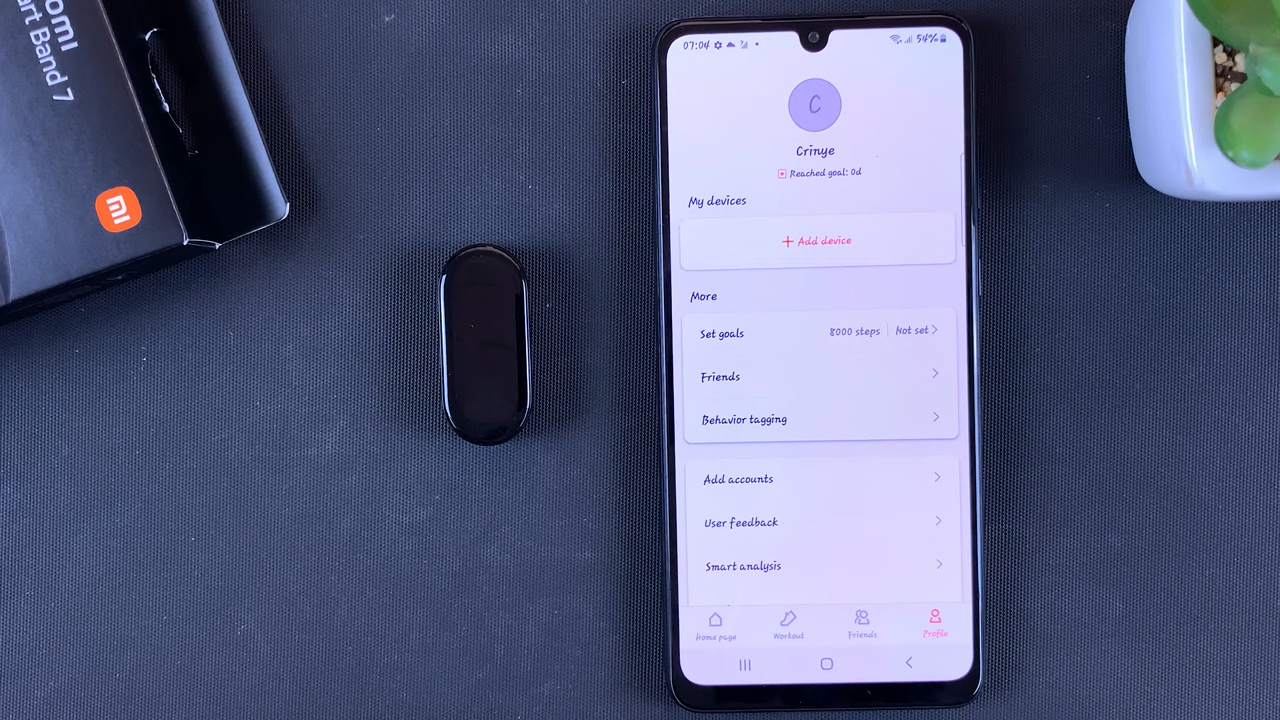 omi
art Band 7
07:04
54%
C
Crinye
Reached goal: 0d
My devices
+ Add device
More
Set goals 8000 steps | Not set >
Friends
Behavior tagging
Add accounts
User feedback
Smart analysis
Home page Workout Friends Profile